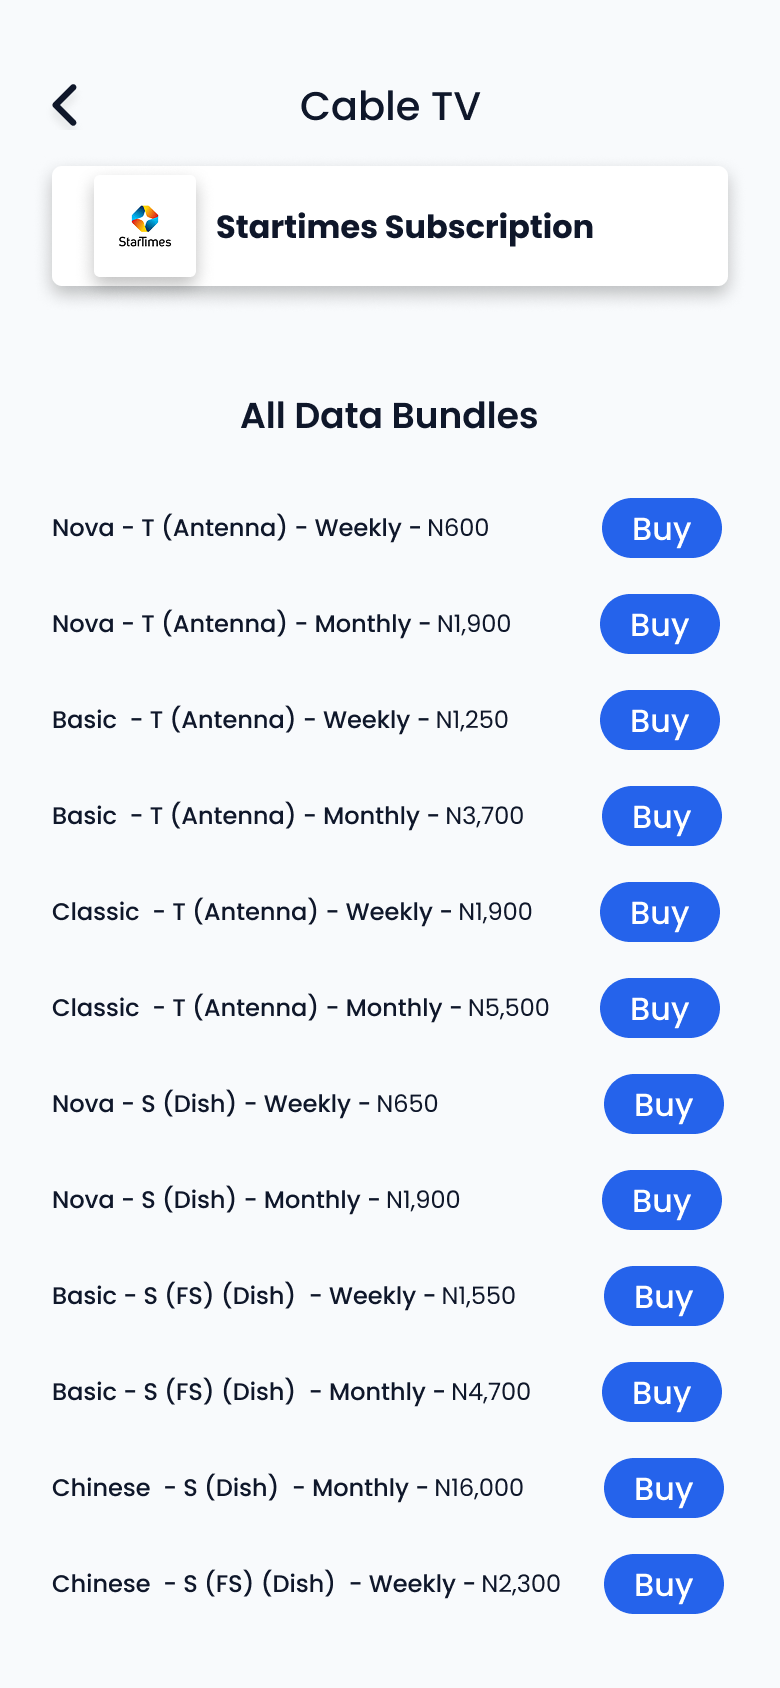 Cable TV
StarTimes
Startimes Subscription
All Data Bundles
Nova - T (Antenna) - Weekly - N600 Buy
Nova - T (Antenna) - Monthly - N1,900 Buy
Basic - T (Antenna) - Weekly - N1,250 Buy
Basic - T (Antenna) - Monthly - N3,700 Buy
Classic - T (Antenna) - Weekly - N1,900 Buy
Classic - T (Antenna) - Monthly - N5,500 Buy
Nova - S (Dish) - Weekly - N650 Buy
Nova - S (Dish) - Monthly - N1,900 Buy
Basic - S (FS) (Dish) - Weekly - N1,550 Buy
Basic - S (FS) (Dish) - Monthly - N4,700 Buy
Chinese - S (Dish) - Monthly - N16,000 Buy
Chinese - S (FS) (Dish) - Weekly - N2,300 Buy